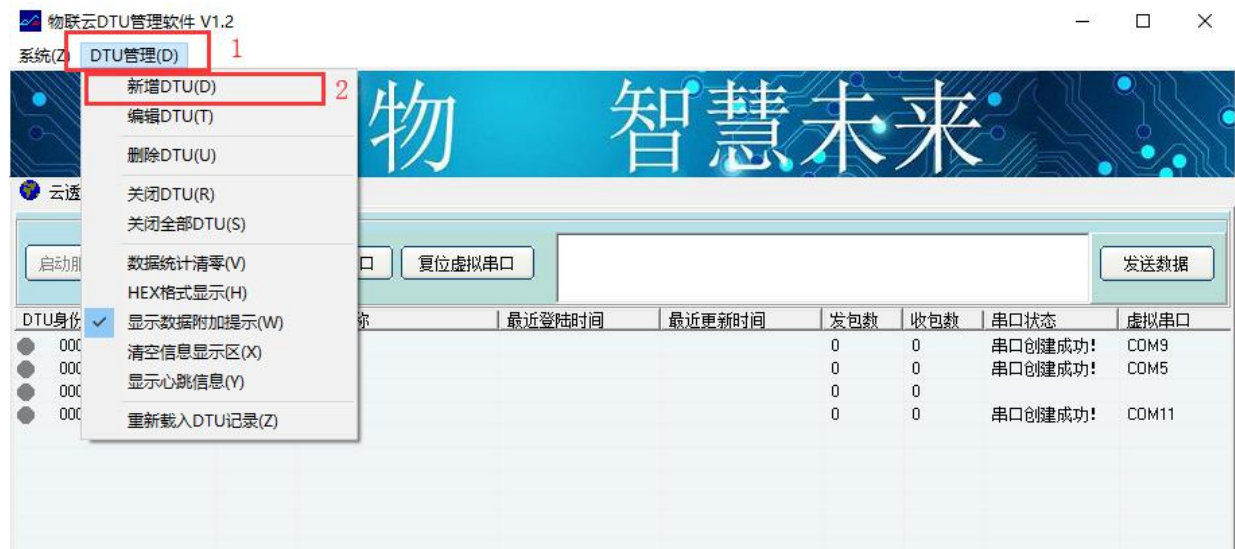 物联云DTU管理软件 V1.2
系统(Z) DTU管理(D) 1
新增DTU(D) 2
编辑DTU(T)
删除DTU(U)
关闭DTU(R)
关闭全部DTU(S)
数据统计清零(V)
HEX格式显示(H)
显示数据附加提示(W)
清空信息显示区(X)
显示心跳信息(Y)
重新载入DTU记录(Z)
物 智慧未来
云透
启动 口 复位虚拟串口 发送数据
DTU身份 称 最近登陆时间 最近更新时间 发包数 收包数 串口状态 虚拟串口
000 0 0 串口创建成功! COM9
000 0 0 串口创建成功! COM5
000 0 0
000 0 0 串口创建成功! COM11